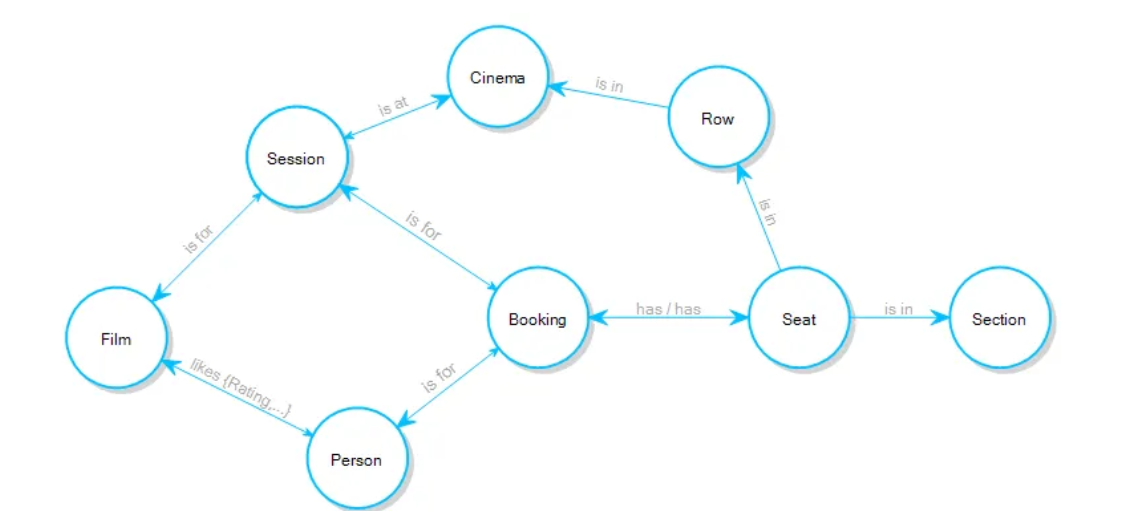 Cinema
is in
Row
is at
Session
is in
is for
is for
Booking
has / has
Seat
is in
Section
Film
likes {Rating,...}
is for
Person